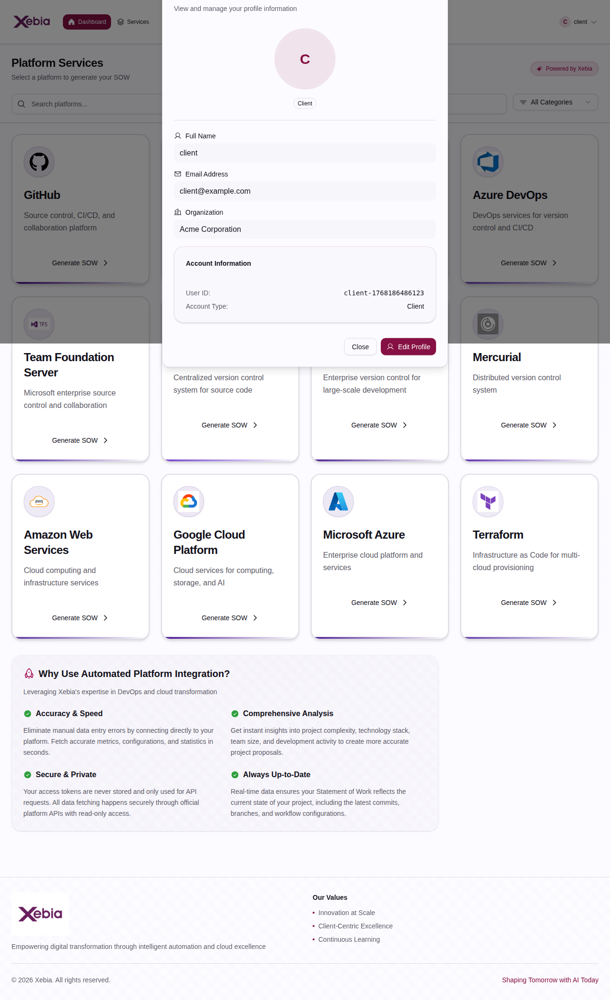 Xebia
Dashboard
Services
C
client
Platform Services
Select a platform to generate your SOW
Powered by Xebia
Search platforms...
All Categories
View and manage your profile information
C
Client
Full Name
client
Email Address
client@example.com
Organization
Acme Corporation
Account Information
User ID:
client-1768186486123
Account Type:
Client
Close
Edit Profile
GitHub
Source control, CI/CD, and
collaboration platform
Generate SOW
Azure DevOps
DevOps services for version
control and CI/CD
Generate SOW
TFS
Team Foundation
Server
Microsoft enterprise source
control and collaboration
Generate SOW
Centralized version control
system for source code
Generate SOW
Enterprise version control for
large-scale development
Generate SOW
Mercurial
Distributed version control
system
Generate SOW
aws
Amazon Web
Services
Cloud computing and
infrastructure services
Generate SOW
Google Cloud
Platform
Cloud services for computing,
storage, and AI
Generate SOW
Microsoft Azure
Enterprise cloud platform and
services
Generate SOW
Terraform
Infrastructure as Code for multi-
cloud provisioning
Generate SOW
Why Use Automated Platform Integration?
Leveraging Xebia's expertise in DevOps and cloud transformation
Accuracy & Speed
Eliminate manual data entry errors by connecting directly to your
platform. Fetch accurate metrics, configurations, and statistics in
seconds.
Comprehensive Analysis
Get instant insights into project complexity, technology stack,
team size, and development activity to create more accurate
project proposals.
Secure & Private
Your access tokens are never stored and only used for API
requests. All data fetching happens securely through official
platform APIs with read-only access.
Always Up-to-Date
Real-time data ensures your Statement of Work reflects the
current state of your project, including the latest commits,
branches, and workflow configurations.
Xebia
Empowering digital transformation through intelligent automation and cloud excellence
Our Values
Innovation at Scale
Client-Centric Excellence
Continuous Learning
© 2026 Xebia. All rights reserved.
Shaping Tomorrow with AI Today